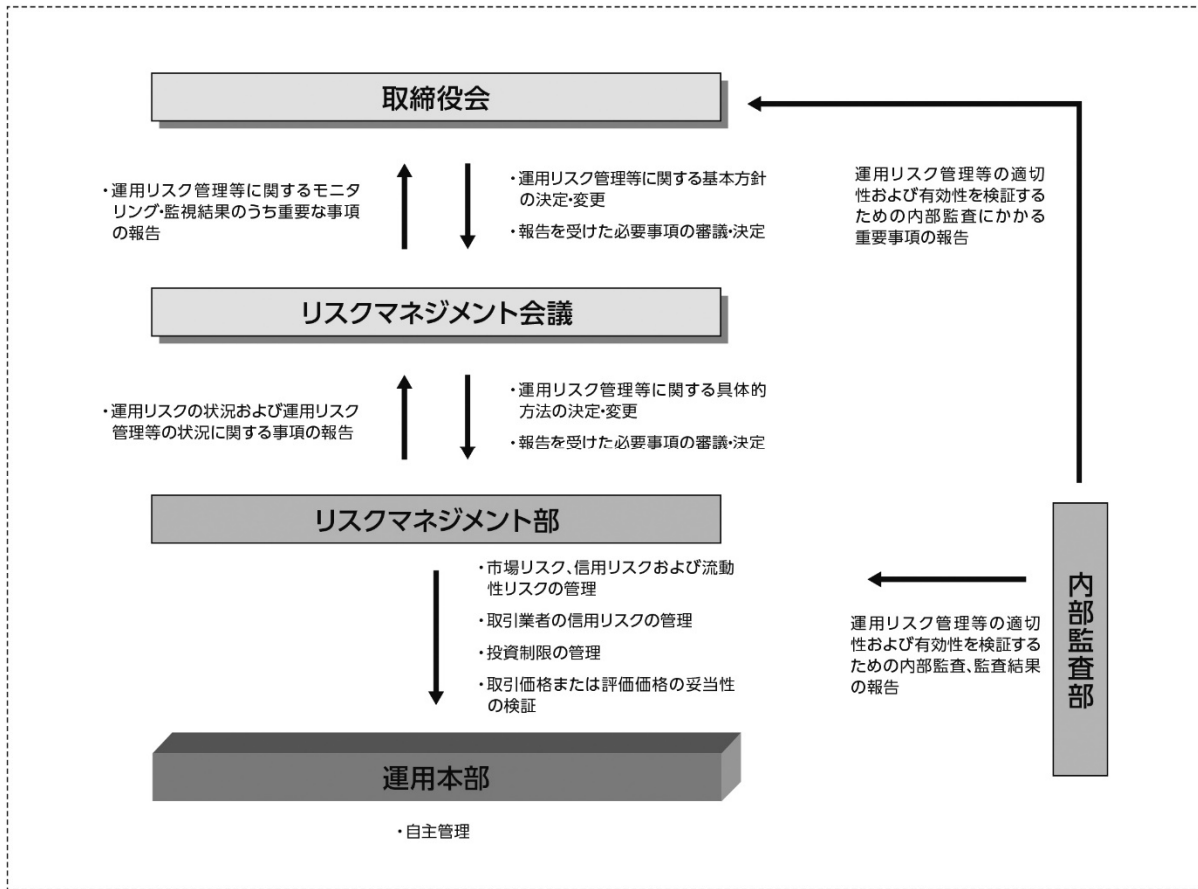 取締役会
・運用リスク管理等に関するモニタ
リング・監視結果のうち重要な事項
の報告
・運用リスク管理等に関する基本方針
の決定・変更
・報告を受けた必要事項の審議・決定
運用リスク管理等の適切
性および有効性を検証す
るための内部監査にかかる
重要事項の報告
リスクマネジメント会議
・運用リスクの状況および運用リスク
管理等の状況に関する事項の報告
・運用リスク管理等に関する具体的
方法の決定・変更
・報告を受けた必要事項の審議・決定
リスクマネジメント部
・市場リスク、信用リスクおよび流動
性リスクの管理
・取引業者の信用リスクの管理
・投資制限の管理
・取引価格または評価価格の妥当性
の検証
運用リスク管理等の適切
性および有効性を検証する
ための内部監査、監査結果
の報告
内部監査部
運用本部
・自主管理